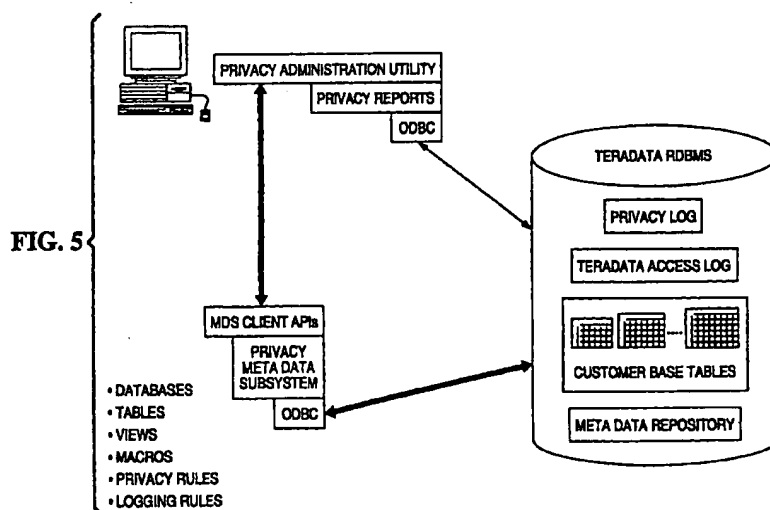 PRIVACY ADMINISTRATION UTILITY
PRIVACY REPORTS
ODBC
TERADATA RDBMS
PRIVACY LOG
FIG. 5
TERADATA ACCESS LOG
MDS CLIENT APIs
PRIVACY
META DATA
SUBSYSTEM
ODBC
CUSTOMER BASE TABLES
META DATA REPOSITORY
• DATABASES
• TABLES
• VIEWS
• MACROS
• PRIVACY RULES
• LOGGING RULES